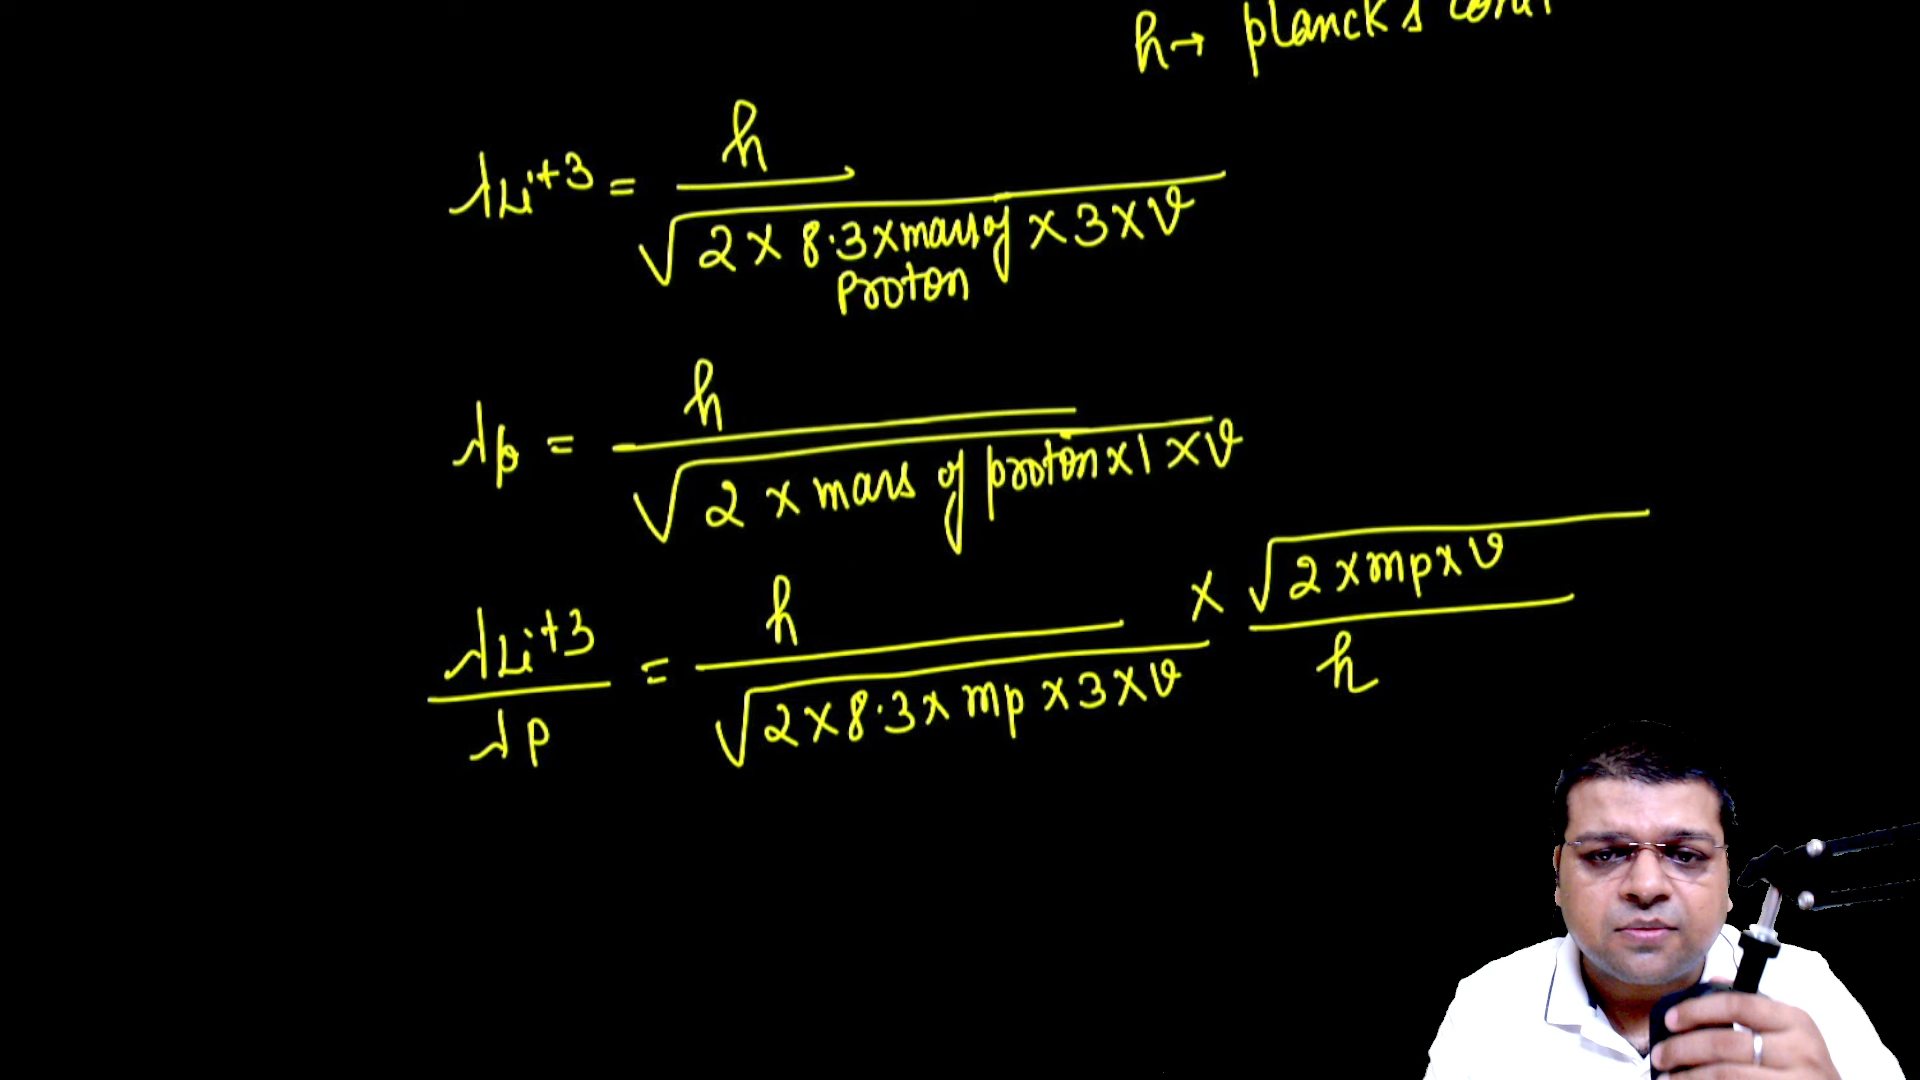 h→ planck's const
λLi+3 = h / √2 × 8.3 × mass of proton × 3 × v
λp = h / √2 × mass of proton × 1 × v
λLi+3 / λp = h / √2 × 8.3 × mp × 3 × v × √2 × mp × v / h